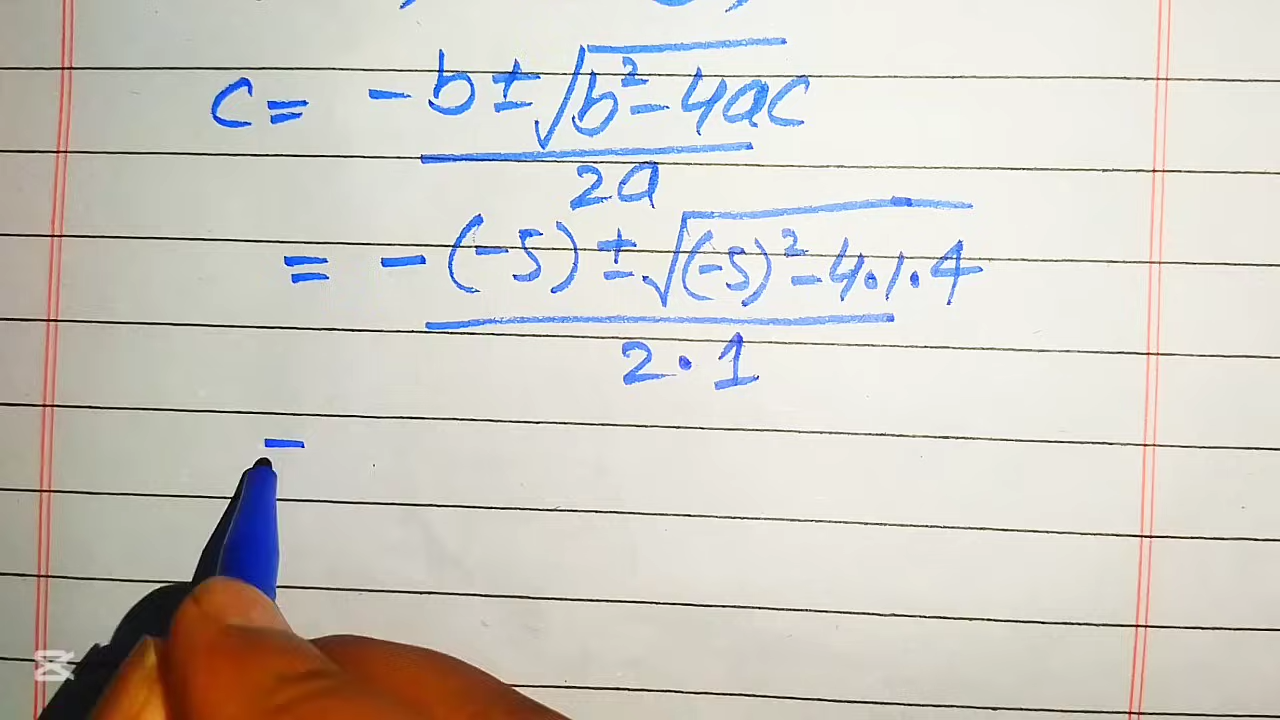 c = -b ± √b² - 4ac
2a
= -(-5) ± √(-5)² - 4.1.4
2 · 1
-